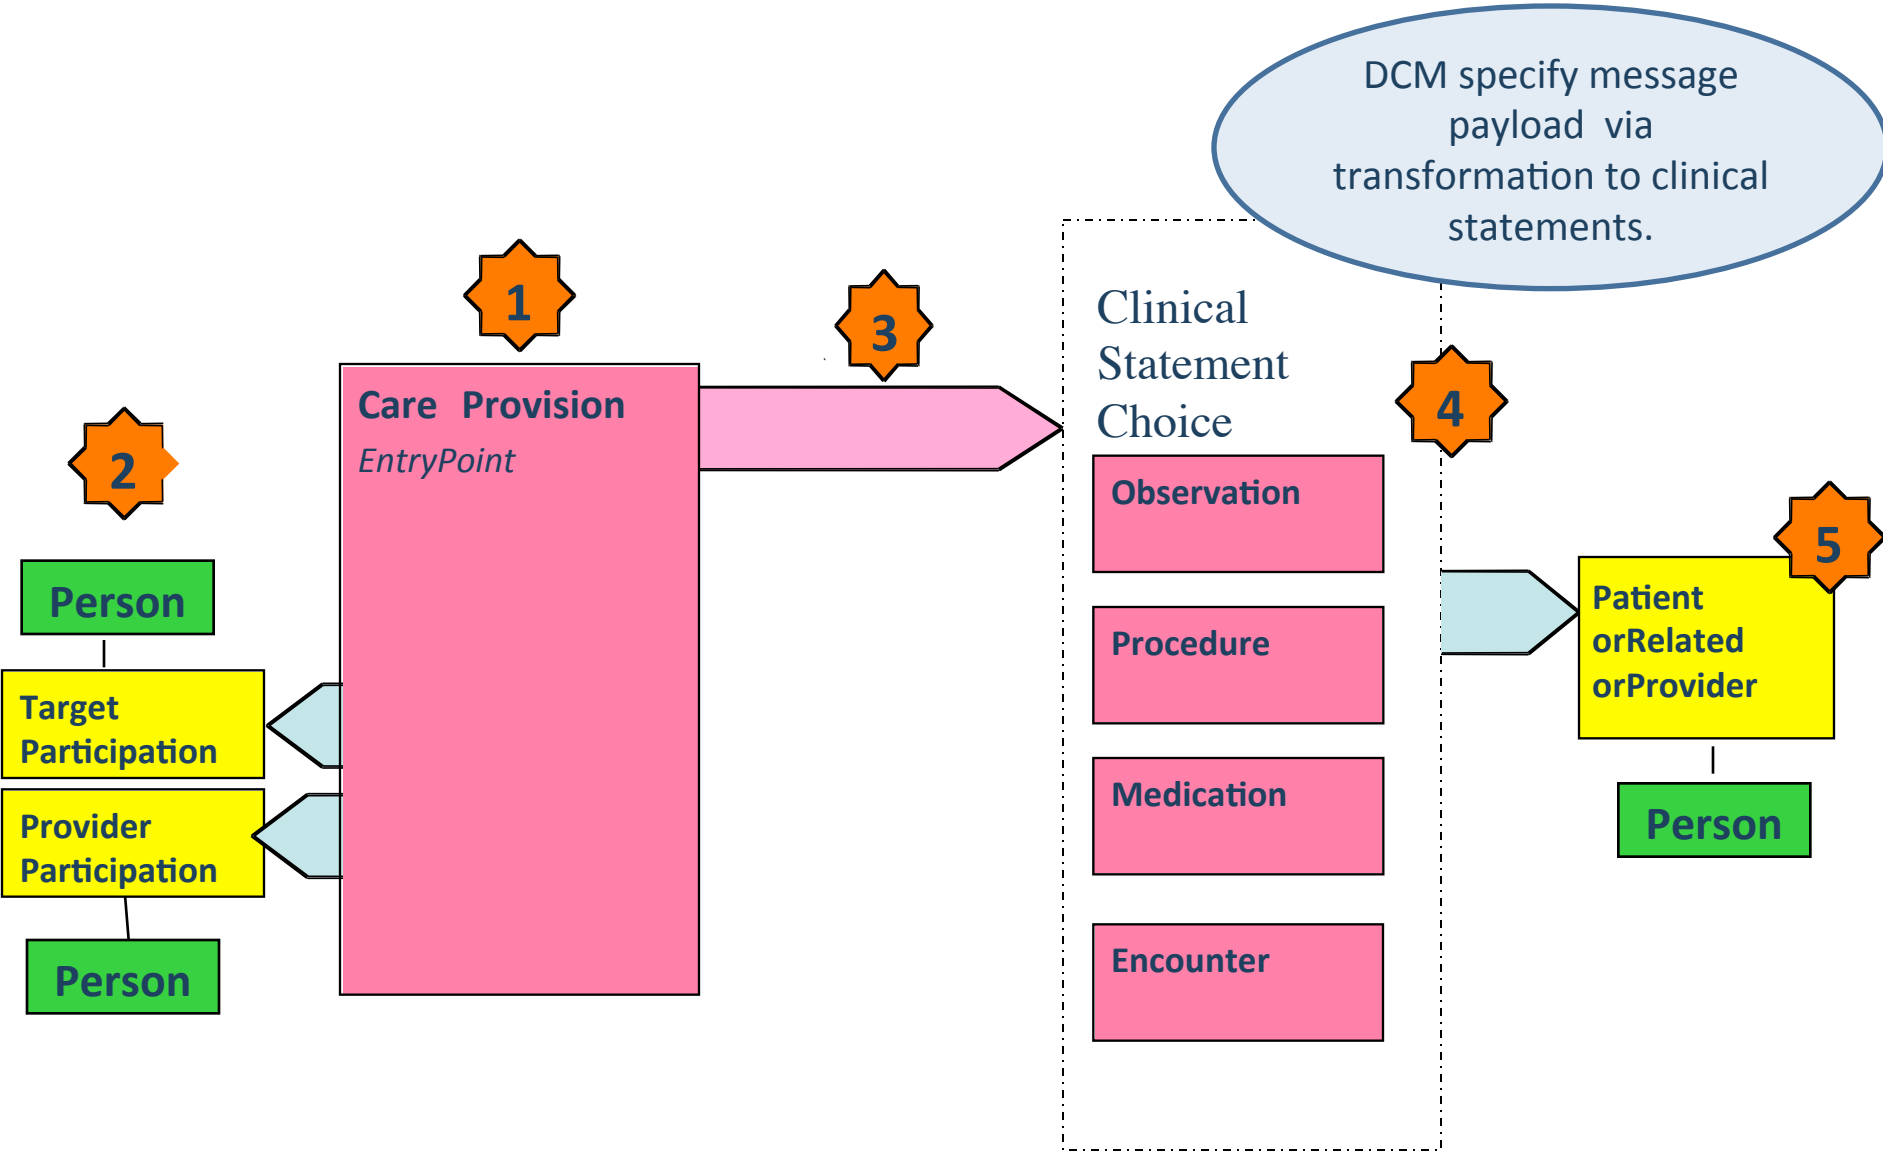 DCM specify message
payload via
transformation to clinical
statements.
1
3
Clinical
Statement
Choice
4
Care Provision
EntryPoint
2
Observation
5
Person
Patient
orRelated
orProvider
Procedure
Target
Participation
Medication
Person
Provider
Participation
Encounter
Person